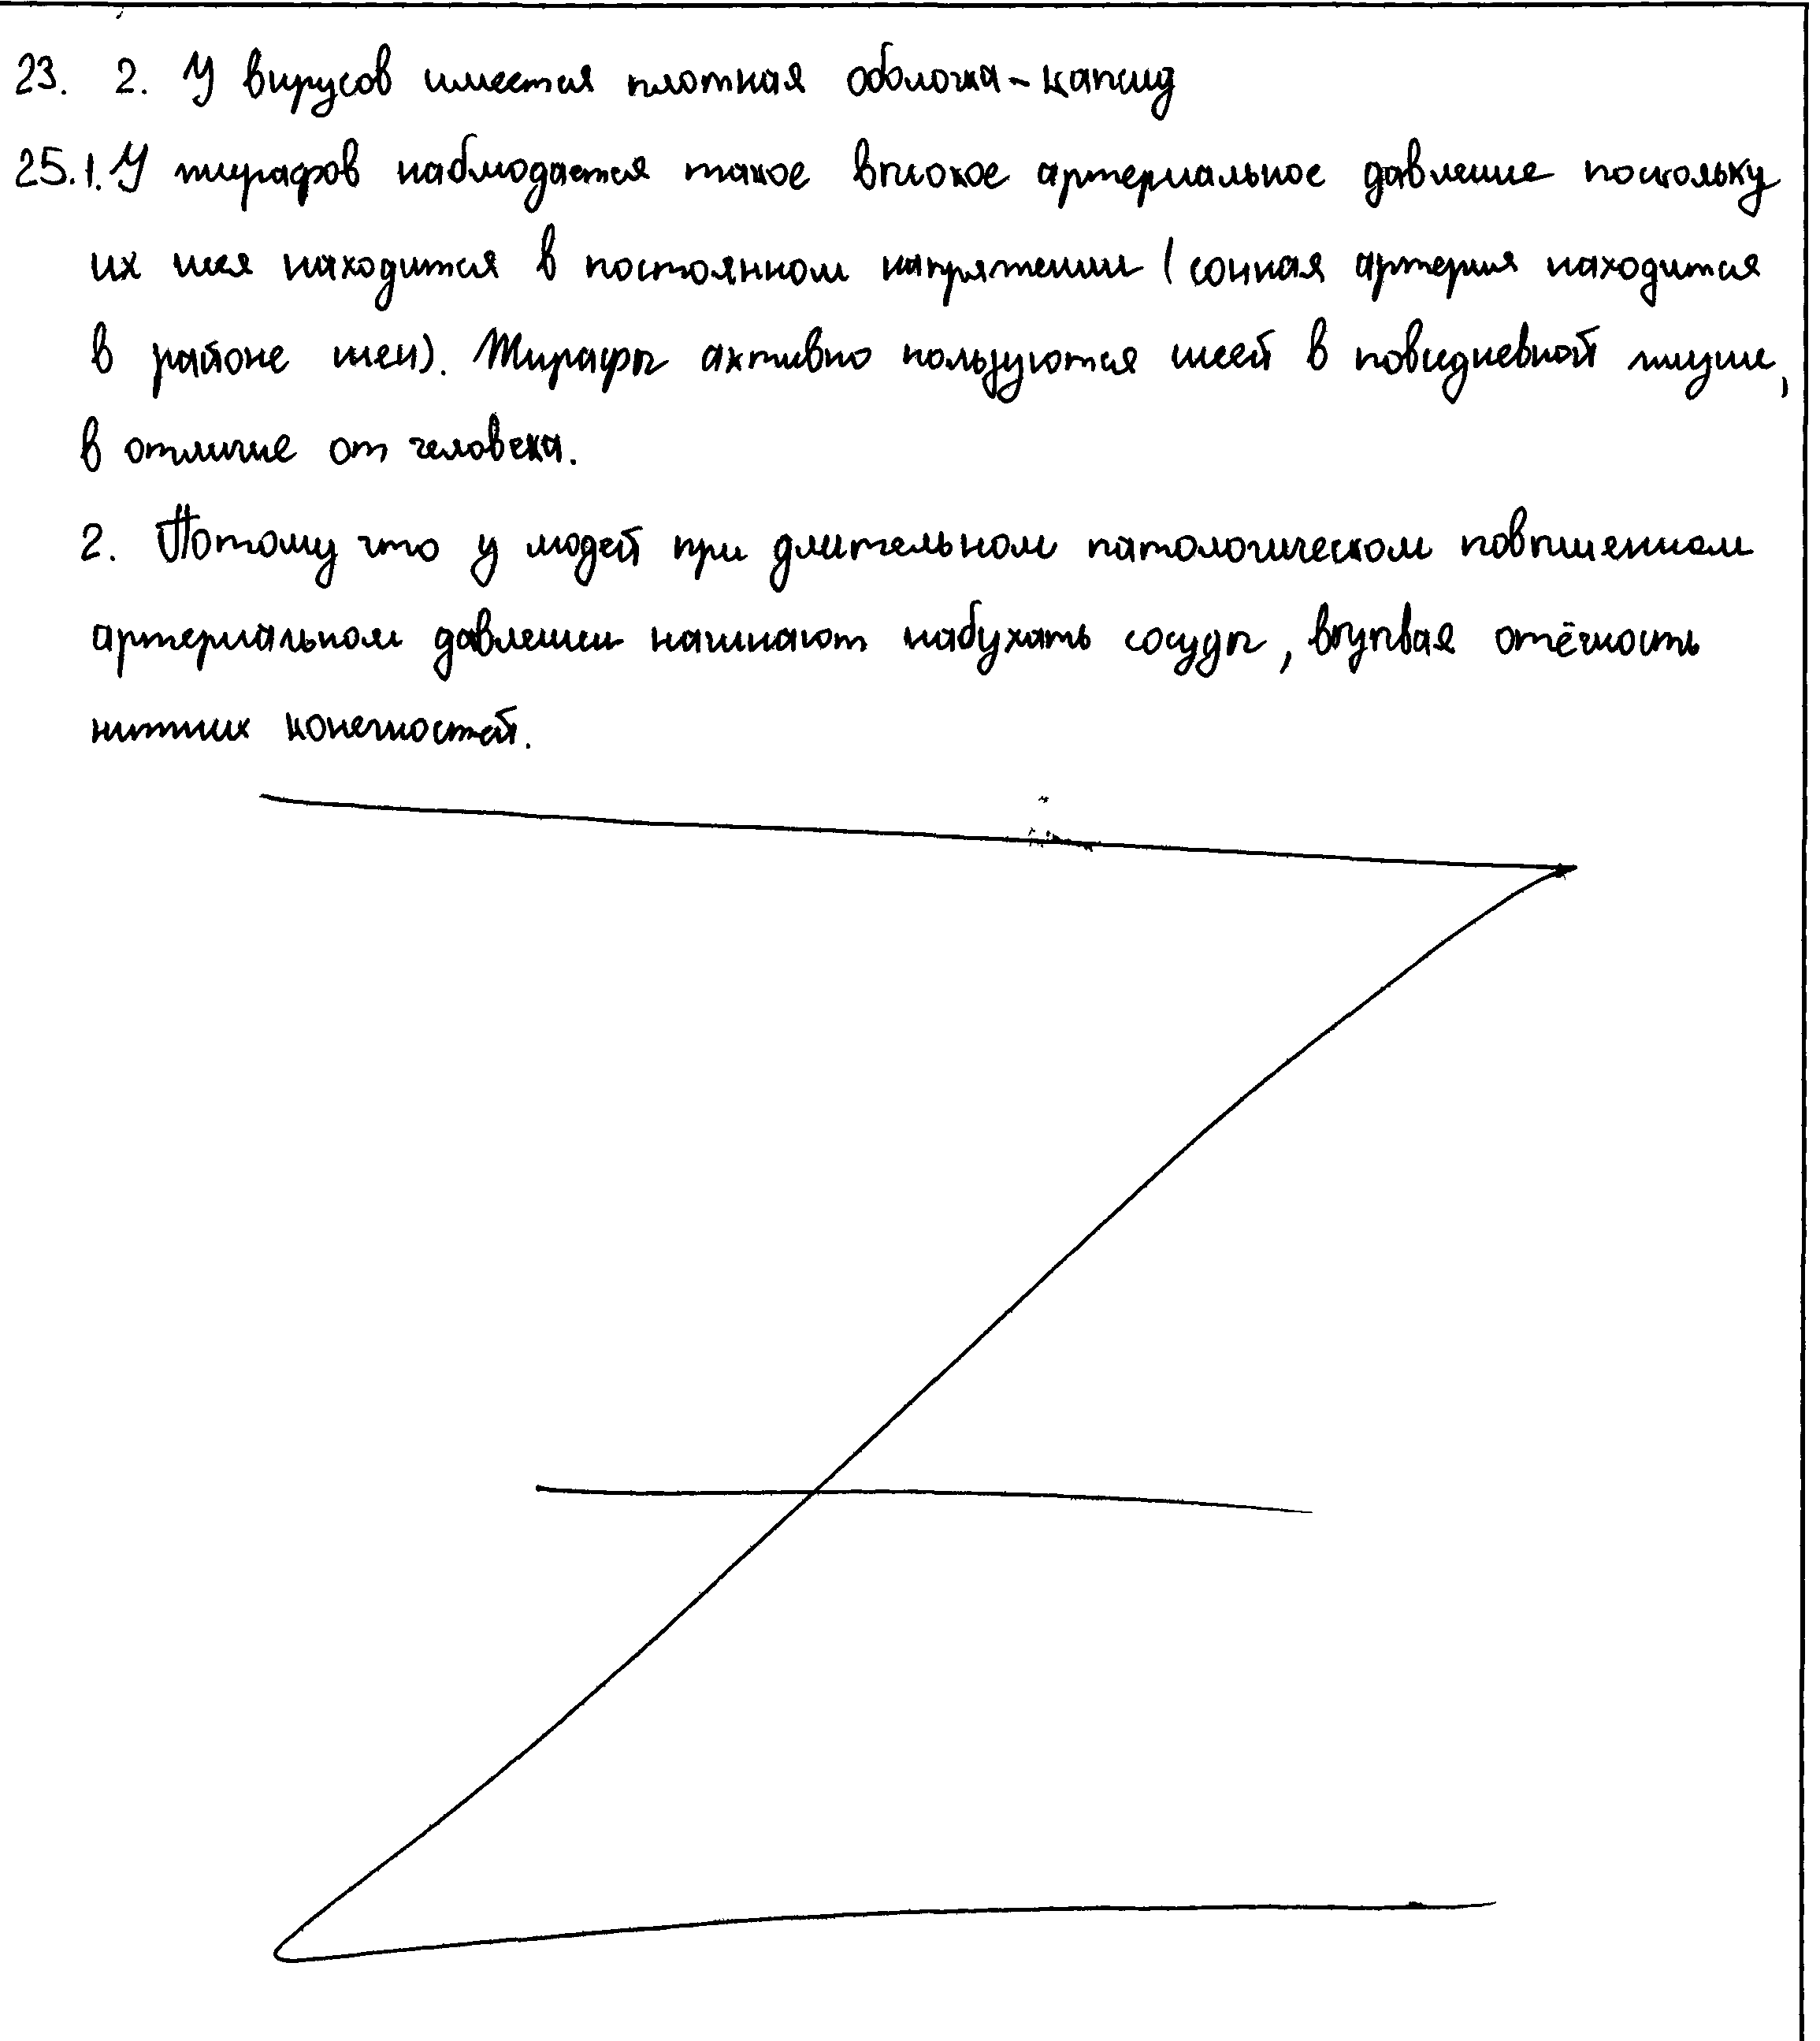 23. 2. У вирусов имеется плотная оболочка - капсид
25.1. У жирафов наблюдается такое высокое артериальное давление поскольку
их шея находится в постоянном напряжении (сонная артерия находится
в районе шеи). Жирафы активно пользуются шеей в повседневной жизни,
в отличие от человека.
2. Потому что у людей при длительном патологическом повышенном
артериальном давлении начинают набухать сосуды, вызывая отёчность
нижних конечностей.